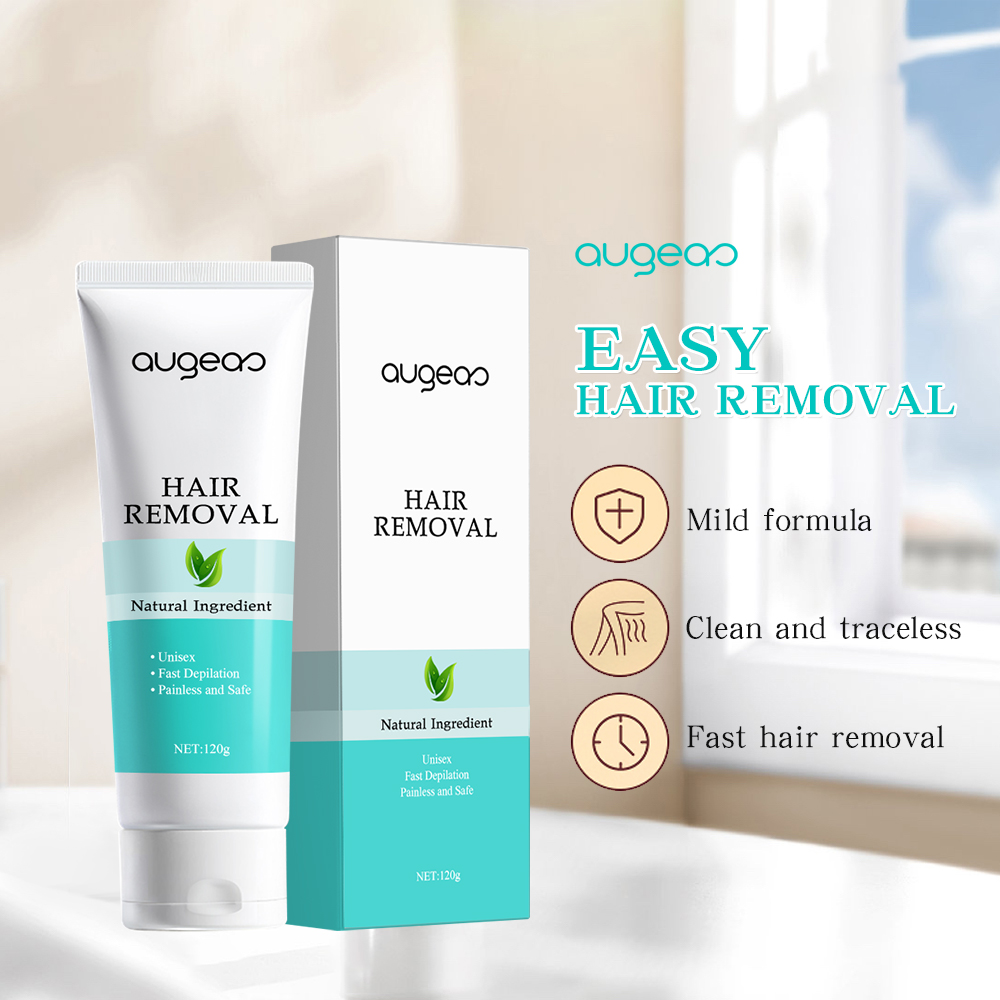 augeas
HAIR
REMOVAL
Natural Ingredient
• Unisex
• Fast Depilation
• Painless and Safe
NET:120g
augeas
HAIR
REMOVAL
Natural Ingredient
Unisex
Fast Depilation
Painless and Safe
NET:120g
augeas
EASY
HAIR REMOVAL
Mild formula
Clean and traceless
Fast hair removal